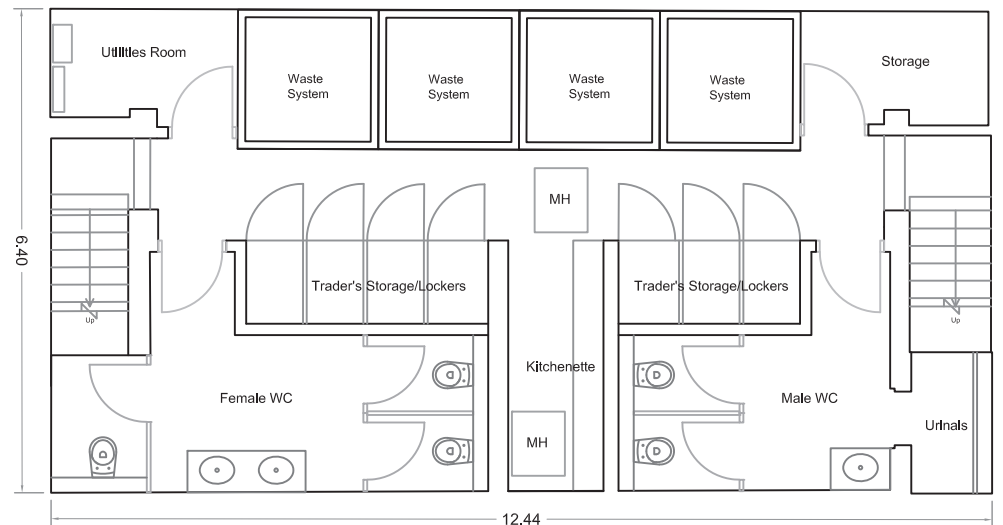 Utilities Room
Waste
System
Waste
System
Waste
System
Waste
System
Storage
MH
6.40
Trader's Storage/Lockers
Trader's Storage/Lockers
Up
Up
Kitchenette
Female WC
Male WC
Urinals
MH
12.44